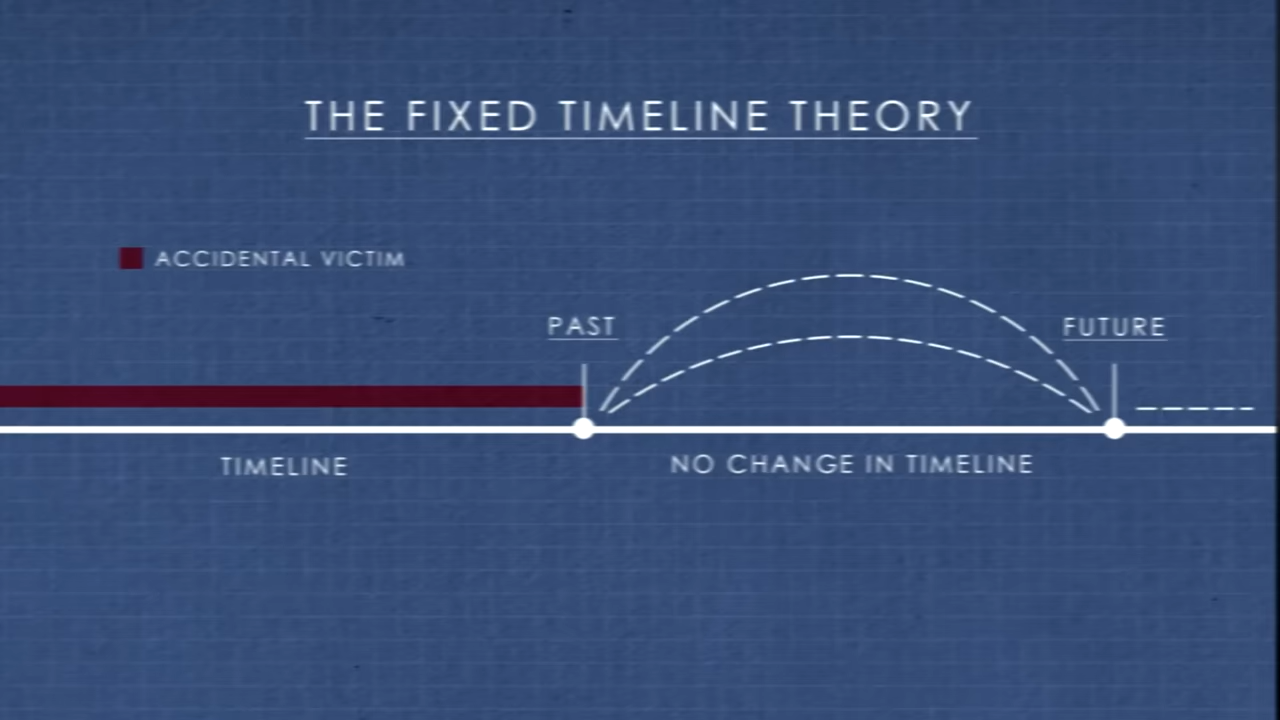 THE FIXED TIMELINE THEORY
ACCIDENTAL VICTIM
PAST
FUTURE
TIMELINE
NO CHANGE IN TIMELINE